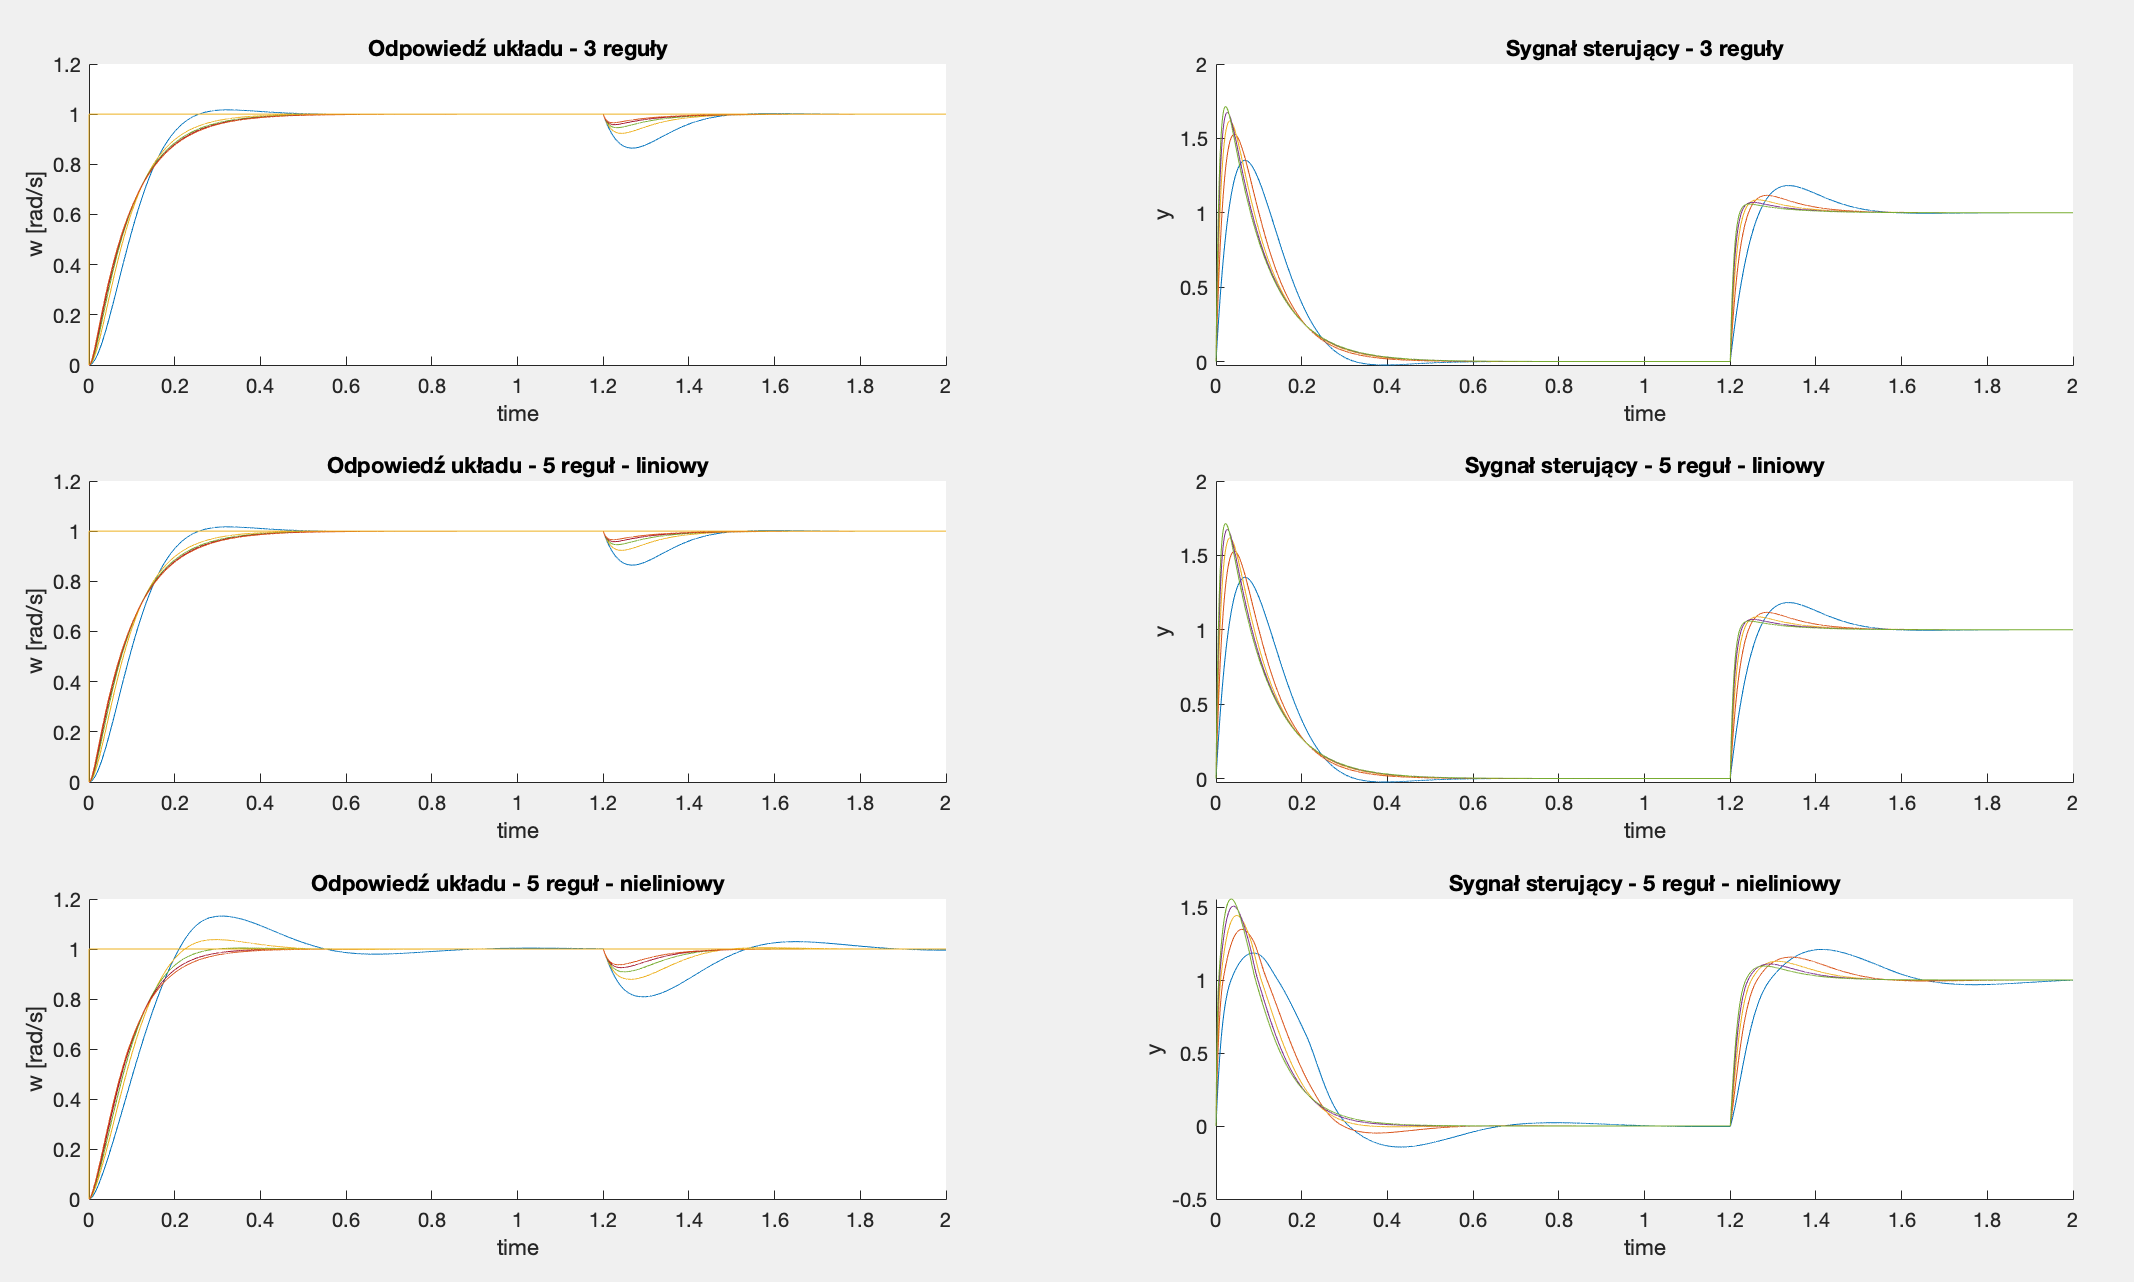 Odpowiedź układu - 3 reguły
1.2
1
0.8
0.6
0.4
0.2
0
w [rad/s]
0 0.2 0.4 0.6 0.8 1 1.2 1.4 1.6 1.8 2
time
Sygnał sterujący - 3 reguły
2
1.5
1
0.5
0
y
0 0.2 0.4 0.6 0.8 1 1.2 1.4 1.6 1.8 2
time
Odpowiedź układu - 5 reguł - liniowy
1.2
1
0.8
0.6
0.4
0.2
0
w [rad/s]
0 0.2 0.4 0.6 0.8 1 1.2 1.4 1.6 1.8 2
time
Sygnał sterujący - 5 reguł - liniowy
2
1.5
1
0.5
0
y
0 0.2 0.4 0.6 0.8 1 1.2 1.4 1.6 1.8 2
time
Odpowiedź układu - 5 reguł - nieliniowy
1.2
1
0.8
0.6
0.4
0.2
0
w [rad/s]
0 0.2 0.4 0.6 0.8 1 1.2 1.4 1.6 1.8 2
time
Sygnał sterujący - 5 reguł - nieliniowy
1.5
1
0.5
0
-0.5
y
0 0.2 0.4 0.6 0.8 1 1.2 1.4 1.6 1.8 2
time